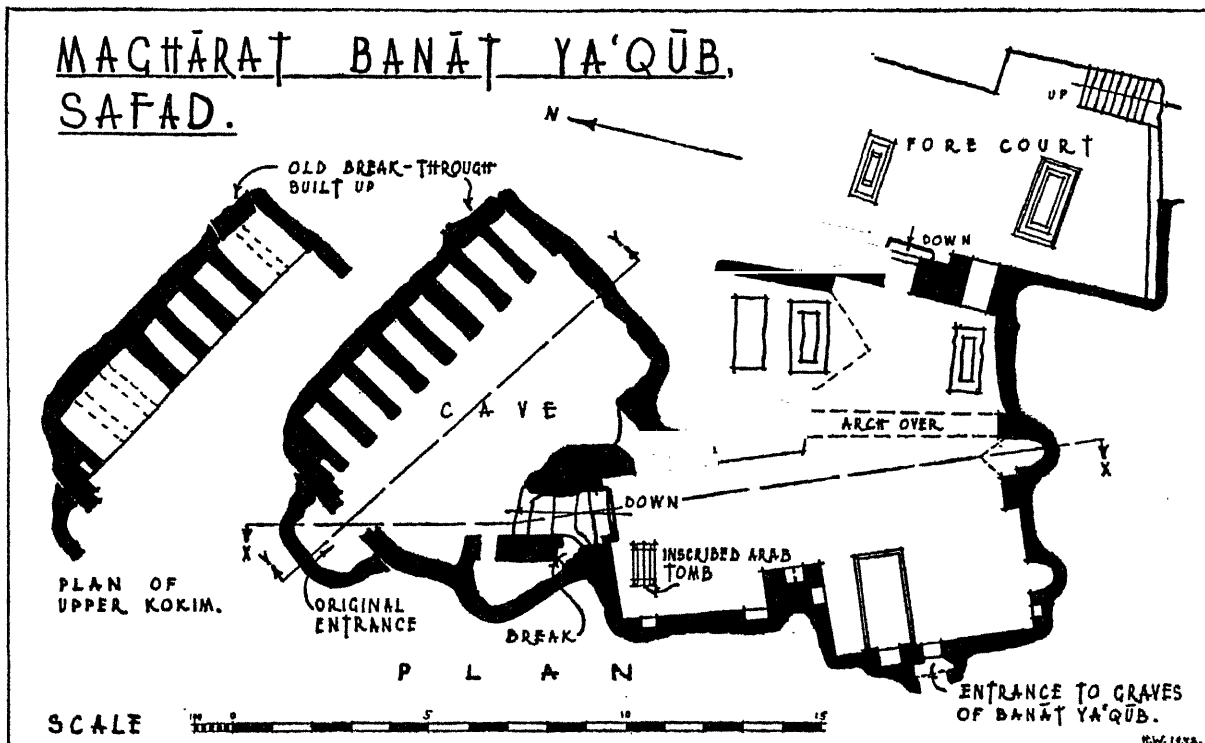 MAGHĀRAT BANĀT YA‘QŪB,
SAFAD.
N
UP
FORE COURT
OLD BREAK-THROUGH
BUILT UP
DOWN
Y
CAVE
ARCH OVER
Y
X
DOWN
X
Y
INSCRIBED ARAB
TOMB
PLAN OF
UPPER KOKIM.
ORIGINAL
ENTRANCE
BREAK
PLAN
ENTRANCE TO GRAVES
OF BANĀT YA‘QŪB.
SCALE
0 5 10 15